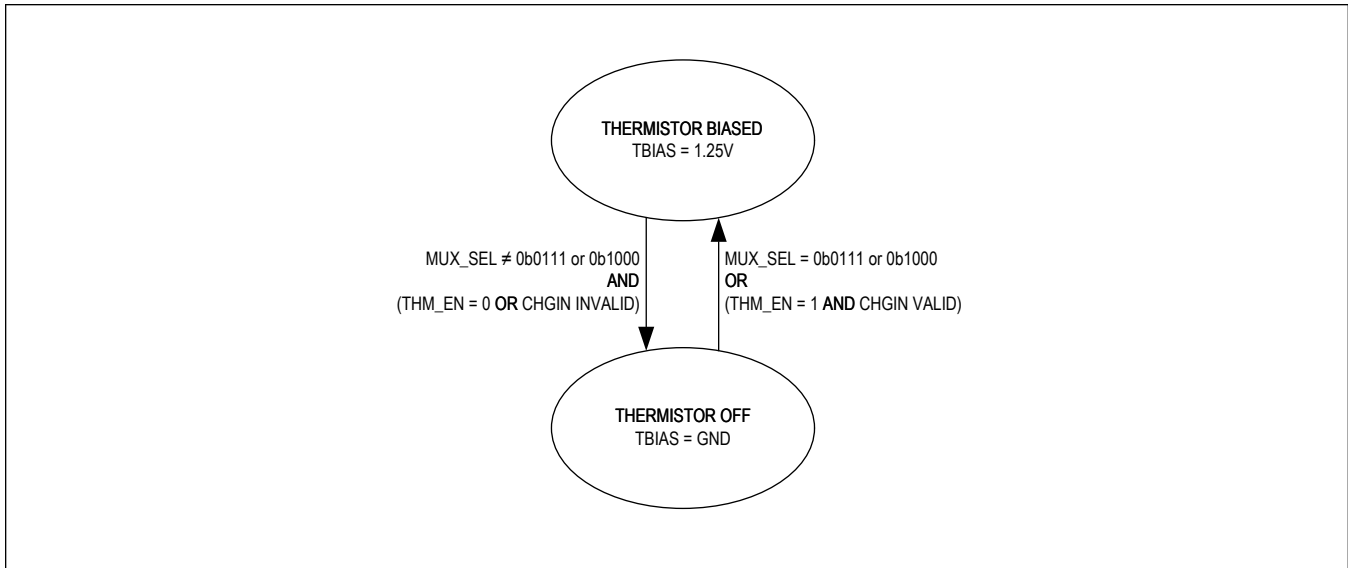 THERMISTOR BIASED
TBIAS = 1.25V
MUX_SEL ≠ 0b0111 or 0b1000
AND
(THM_EN = 0 OR CHGIN INVALID)
MUX_SEL = 0b0111 or 0b1000
OR
(THM_EN = 1 AND CHGIN VALID)
THERMISTOR OFF
TBIAS = GND